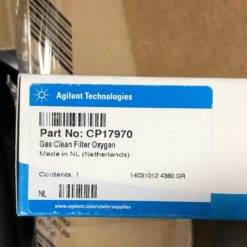 Agilent Technologies
Part No: CP17970
Gas Clean Filter Oxygen
Made in NL (Netherlands)
Contents: 1 14031012 4380 GR
NL
www.agilent.com/chem/supplies